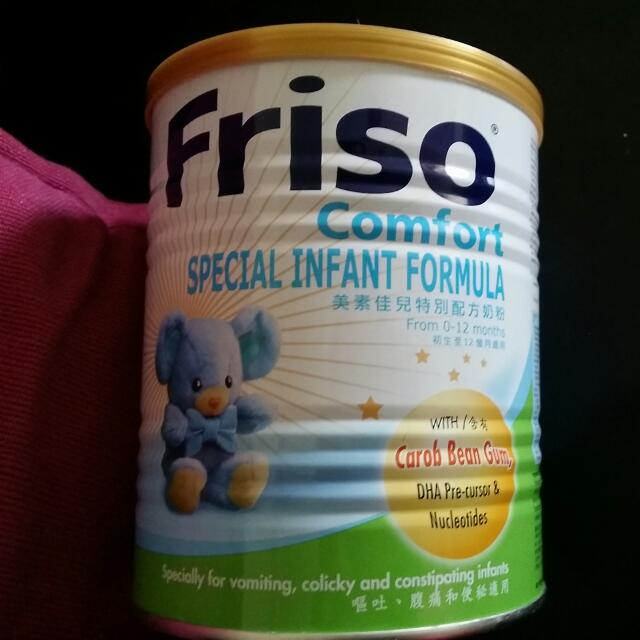 Friso®
Comfort
SPECIAL INFANT FORMULA
美素佳兒特別配方奶粉
From 0-12 months
初生至12個月適用
WITH / 含有
Carob Bean Gum,
DHA Pre-cursor &
Nucleotides
Specially for vomiting, colicky and constipating infants
嘔吐、腹痛和便秘適用